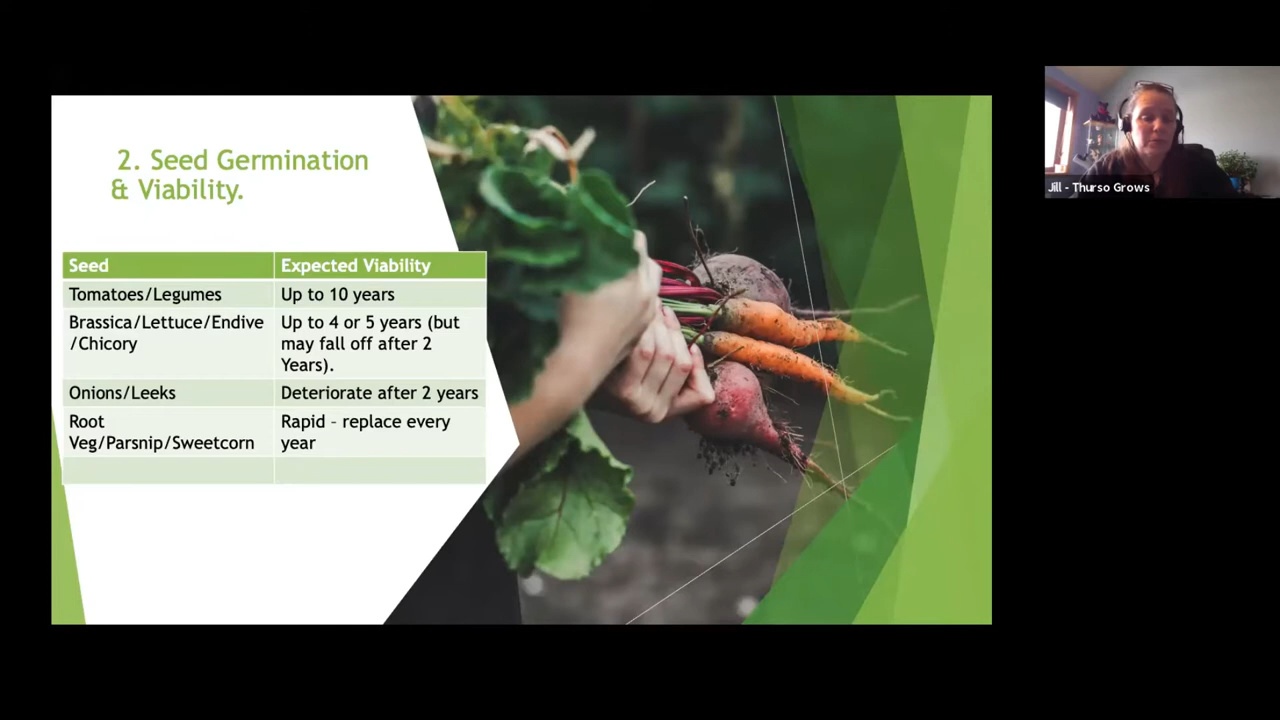 2. Seed Germination
& Viability.
Seed
Expected Viability
Tomatoes/Legumes
Up to 10 years
Brassica/Lettuce/Endive
/Chicory
Up to 4 or 5 years (but
may fall off after 2
Years).
Onions/Leeks
Deteriorate after 2 years
Root
Veg/Parsnip/Sweetcorn
Rapid – replace every
year
Jill - Thurso Grows